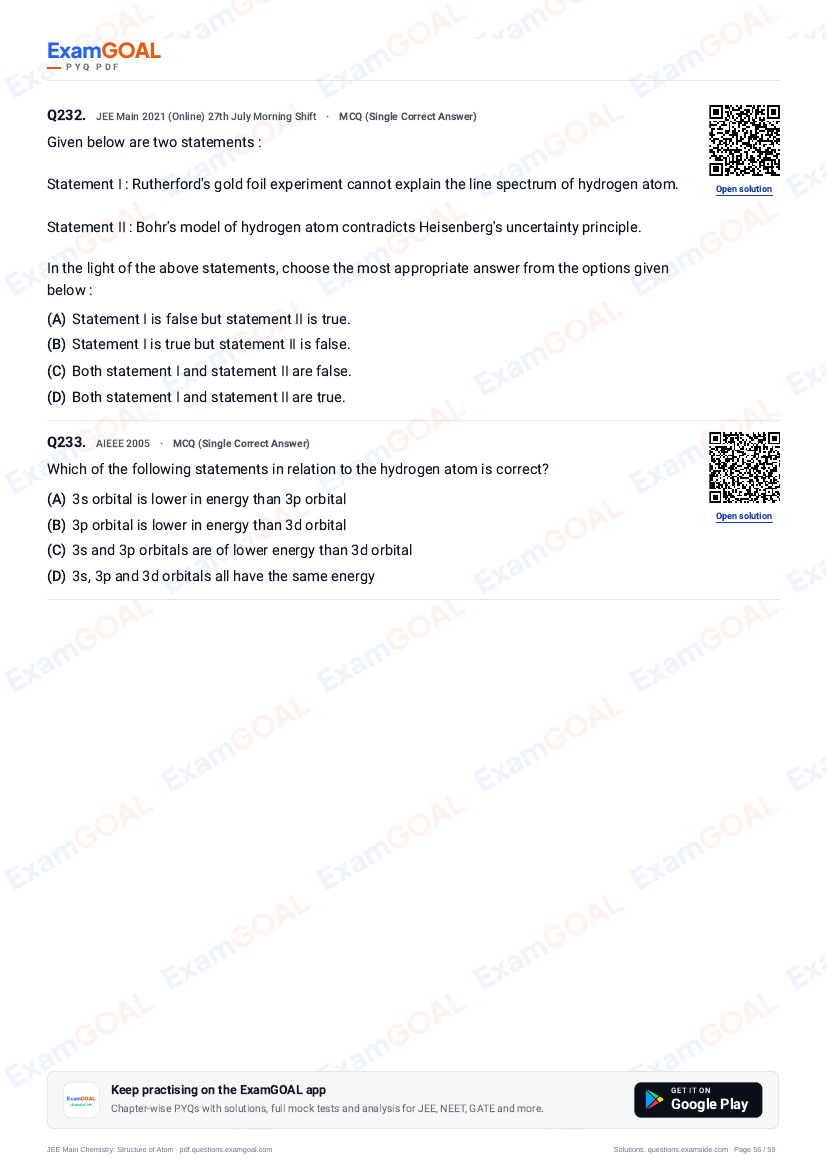 ExamGOAL
PYQ PDF
Q232. JEE Main 2021 (Online) 27th July Morning Shift · MCQ (Single Correct Answer)
Given below are two statements :
Statement I : Rutherford's gold foil experiment cannot explain the line spectrum of hydrogen atom.
Open solution
Statement II : Bohr's model of hydrogen atom contradicts Heisenberg's uncertainty principle.
In the light of the above statements, choose the most appropriate answer from the options given
below :
(A) Statement I is false but statement II is true.
(B) Statement I is true but statement II is false.
(C) Both statement I and statement II are false.
(D) Both statement I and statement II are true.
Q233. AIEEE 2005 · MCQ (Single Correct Answer)
Which of the following statements in relation to the hydrogen atom is correct?
(A) 3s orbital is lower in energy than 3p orbital
(B) 3p orbital is lower in energy than 3d orbital
Open solution
(C) 3s and 3p orbitals are of lower energy than 3d orbital
(D) 3s, 3p and 3d orbitals all have the same energy
ExamGOAL
Keep practising on the ExamGOAL app
Chapter-wise PYQs with solutions, full mock tests and analysis for JEE, NEET, GATE and more.
GET IT ON
Google Play
JEE Main Chemistry: Structure of Atom · pdf.questions.examgoal.com
Solutions: questions.examside.com · Page 56 / 59